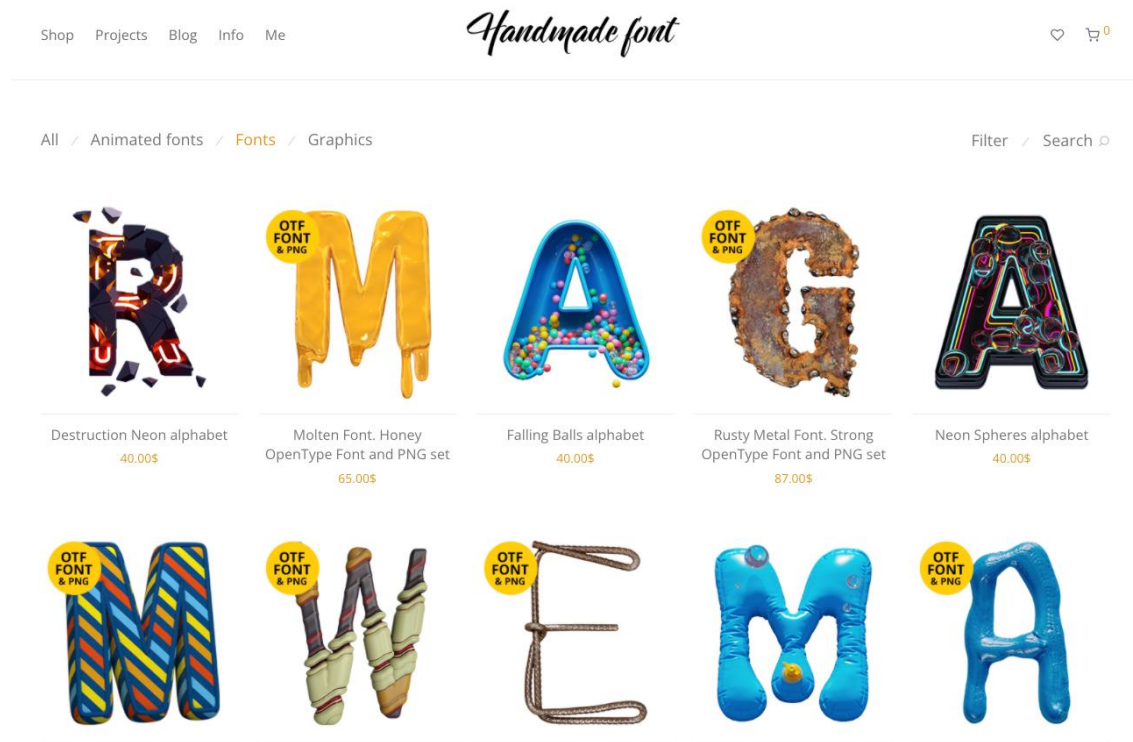 Shop Projects Blog Info Me
Handmade font
0
All / Animated fonts / Fonts / Graphics
Filter / Search
R
OTF
FONT
& PNG
M
A
OTF
FONT
& PNG
G
A
Destruction Neon alphabet
40.00$
Molten Font. Honey
OpenType Font and PNG set
65.00$
Falling Balls alphabet
40.00$
Rusty Metal Font. Strong
OpenType Font and PNG set
87.00$
Neon Spheres alphabet
40.00$
OTF
FONT
& PNG
M
OTF
FONT
& PNG
W
OTF
FONT
& PNG
E
M
OTF
FONT
& PNG
A